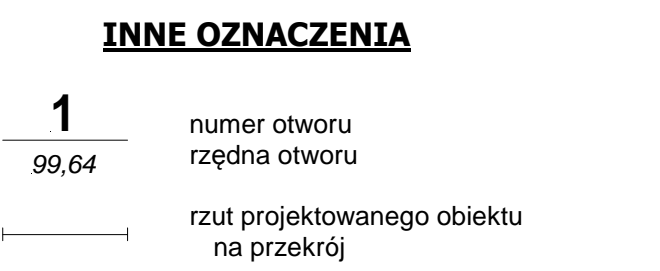 INNE OZNACZENIA
1 numer otworu
99,64 rzędna otworu
rzut projektowanego obiektu
na przekrój